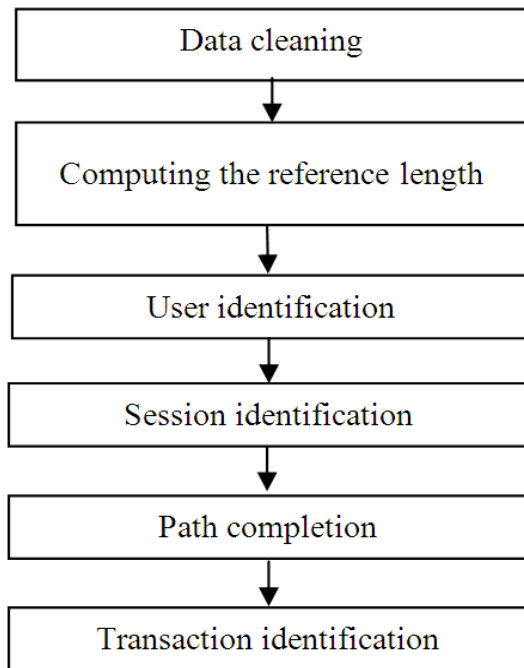 Data cleaning
Computing the reference length
User identification
Session identification
Path completion
Transaction identification